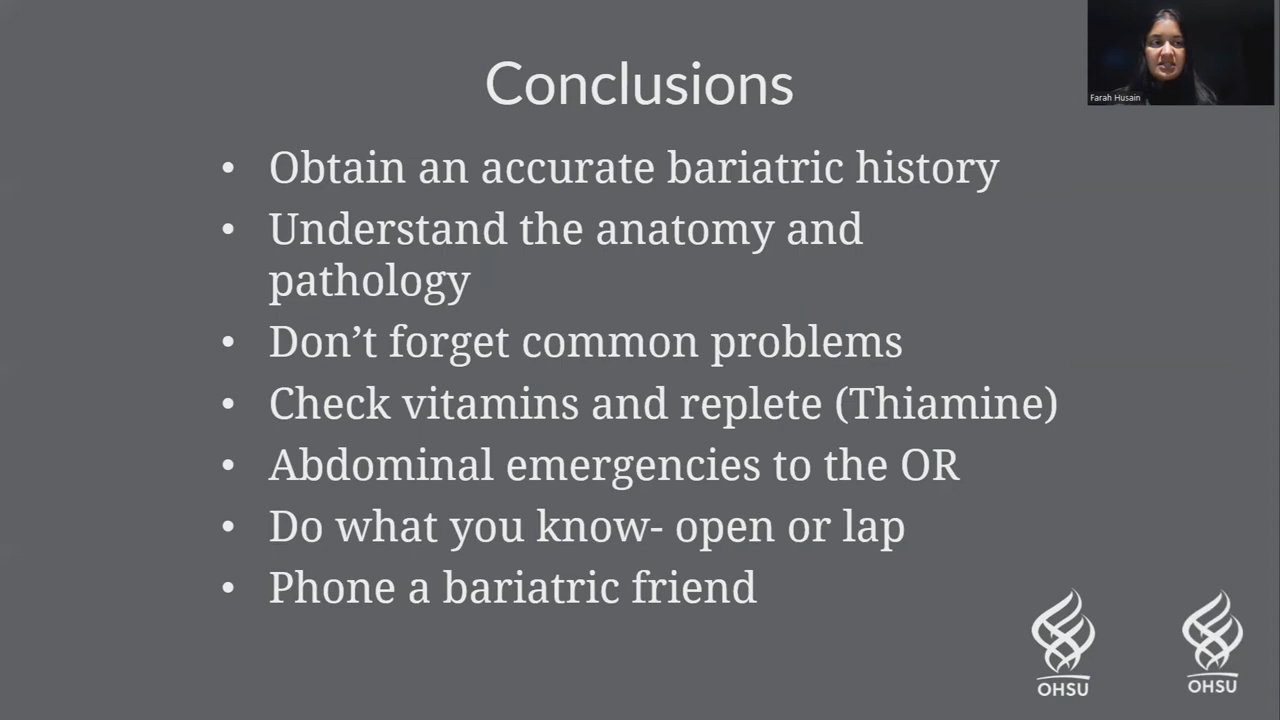 Conclusions
Farah Husain
• Obtain an accurate bariatric history
• Understand the anatomy and
pathology
• Don’t forget common problems
• Check vitamins and replete (Thiamine)
• Abdominal emergencies to the OR
• Do what you know- open or lap
• Phone a bariatric friend
OHSU
OHSU